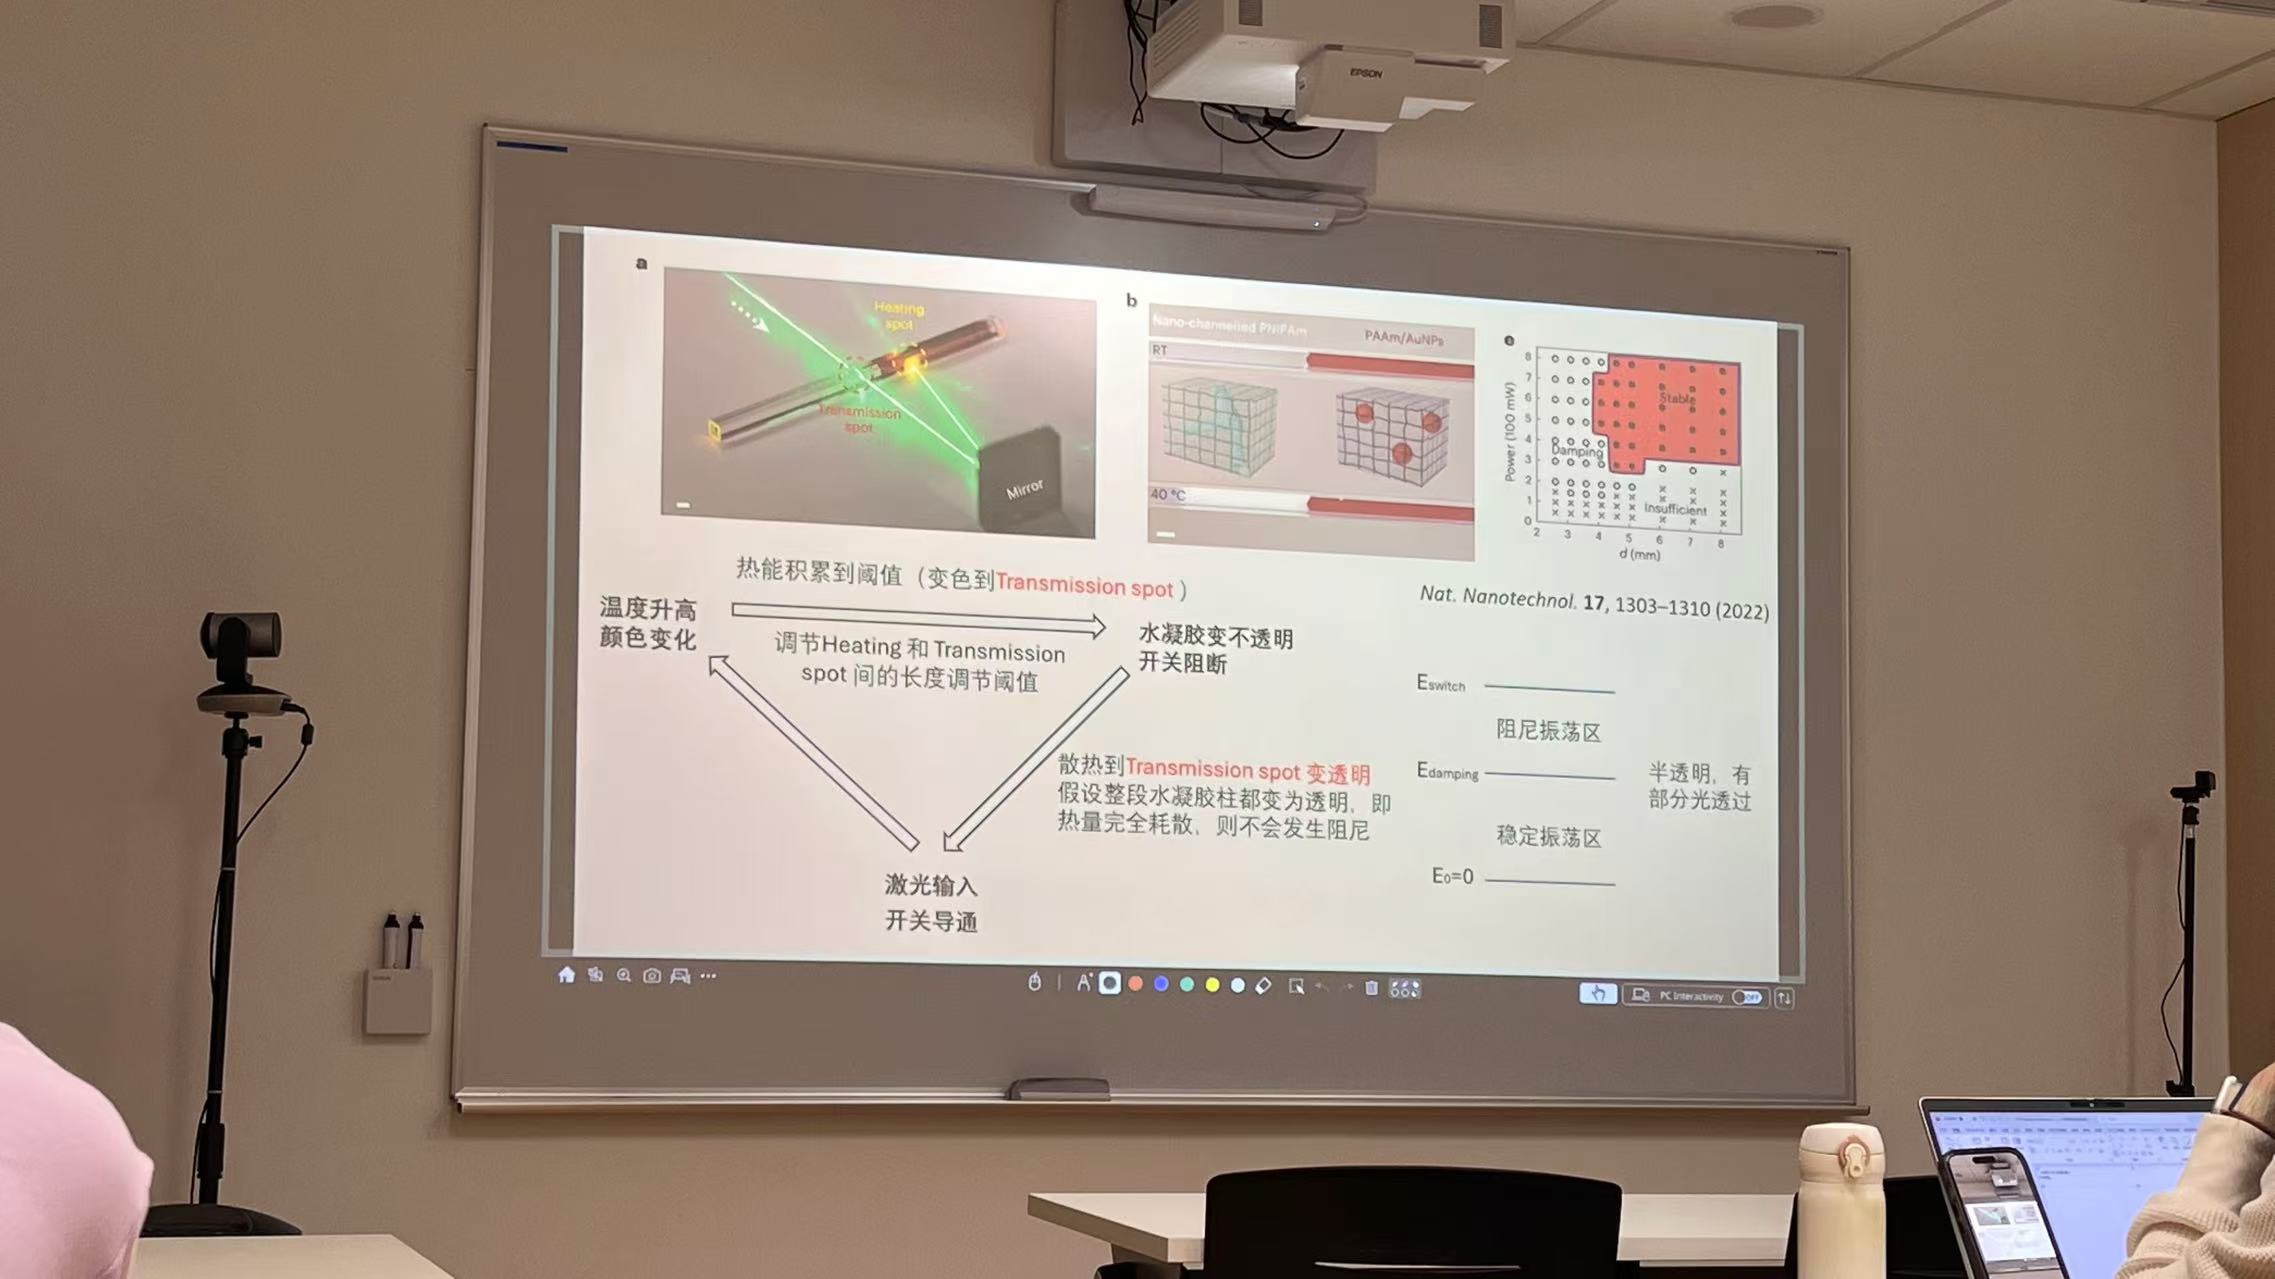 EPSON
a
Heating
spot
Transmission
spot
Mirror
b
Nano-channelled PNIPAm
PAAm/AuNPs
RT
40 °C
e
Power (100 mW)
8
7
6
5
4
3
2
1
0
Stable
Damping
Insufficient
2 3 4 5 6 7 8
d (mm)
Nat. Nanotechnol. 17, 1303–1310 (2022)
热能积累到阈值（变色到Transmission spot ）
温度升高
颜色变化
调节Heating 和 Transmission
spot 间的长度调节阈值
水凝胶变不透明
开关阻断
散热到Transmission spot 变透明
假设整段水凝胶柱都变为透明，即
热量完全耗散，则不会发生阻尼
激光输入
开关导通
Eswitch
阻尼振荡区
Edamping
半透明，有
部分光透过
稳定振荡区
E0=0
PC Interactivity OFF